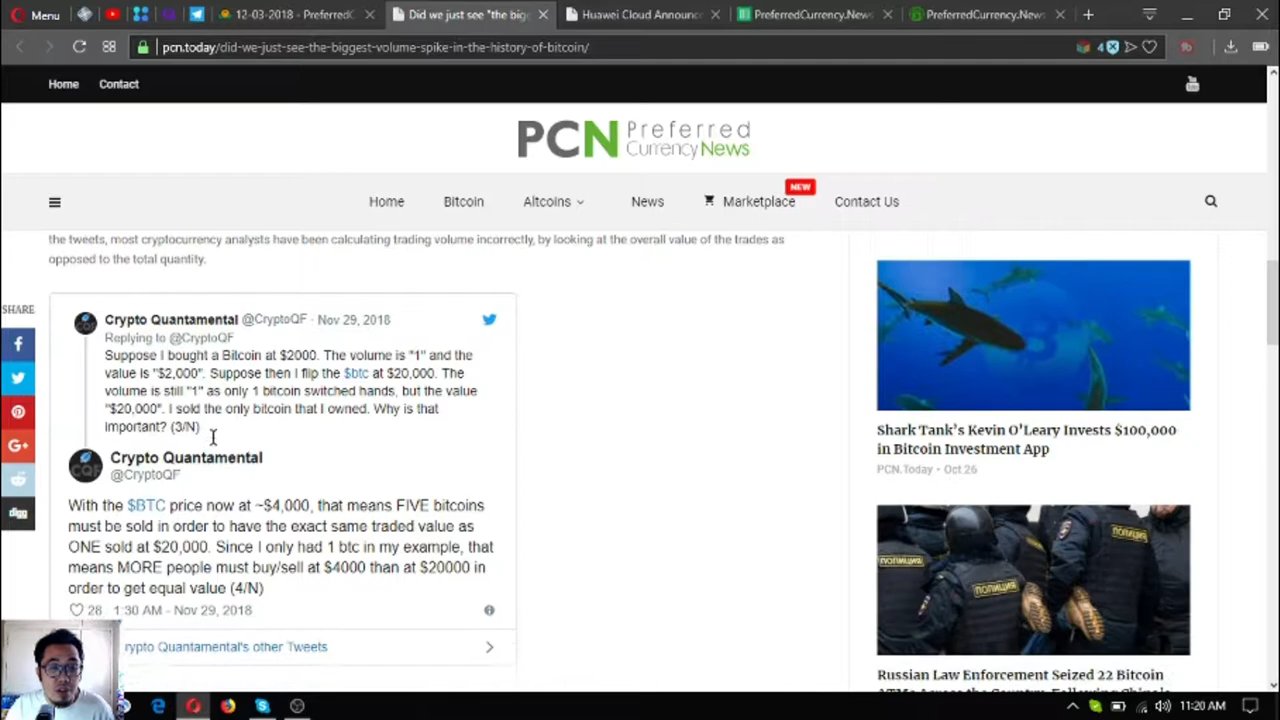 Menu
12-03-2018 - PreferredC
Did we just see "the bigg
Huawei Cloud Announc
PreferredCurrency.News
PreferredCurrency.News
88
pcn.today/did-we-just-see-the-biggest-volume-spike-in-the-history-of-bitcoin/
4
Home
Contact
PCN Preferred
CurrencyNews
NEW
Home
Bitcoin
Altcoins
News
Marketplace
Contact Us
the tweets, most cryptocurrency analysts have been calculating trading volume incorrectly, by looking at the overall value of the trades as
opposed to the total quantity.
SHARE
Crypto Quantamental @CryptoQF · Nov 29, 2018
Replying to @CryptoQF
Suppose I bought a Bitcoin at $2000. The volume is "1" and the
value is "$2,000". Suppose then I flip the $btc at $20,000. The
volume is still "1" as only 1 bitcoin switched hands, but the value
"$20,000". I sold the only bitcoin that I owned. Why is that
important? (3/N)
Crypto Quantamental
@CryptoQF
With the $BTC price now at ~$4,000, that means FIVE bitcoins
must be sold in order to have the exact same traded value as
ONE sold at $20,000. Since I only had 1 btc in my example, that
means MORE people must buy/sell at $4000 than at $20000 in
order to get equal value (4/N)
28 1:30 AM - Nov 29, 2018
rypto Quantamental's other Tweets
digg
Shark Tank's Kevin O'Leary Invests $100,000
in Bitcoin Investment App
PCN.Today • Oct 26
ПОЛИЦИЯ
ПОЛИЦИЯ
Russian Law Enforcement Seized 22 Bitcoin
11:20 AM